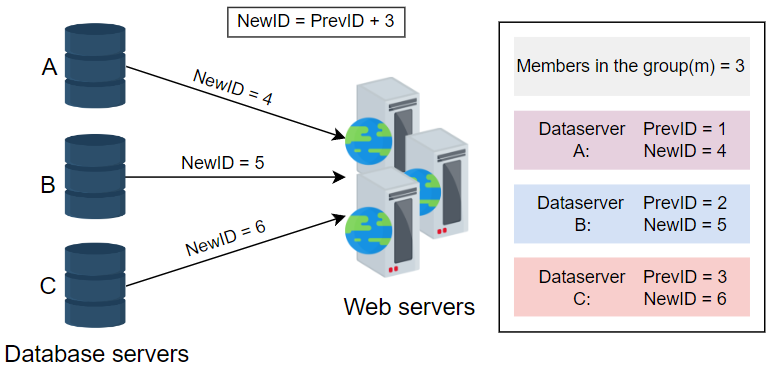 NewID = PrevID + 3
A
NewID = 4
B
NewID = 5
C
NewID = 6
Web servers
Database servers
Members in the group(m) = 3
Dataserver PrevID = 1
A: NewID = 4
Dataserver PrevID = 2
B: NewID = 5
Dataserver PrevID = 3
C: NewID = 6